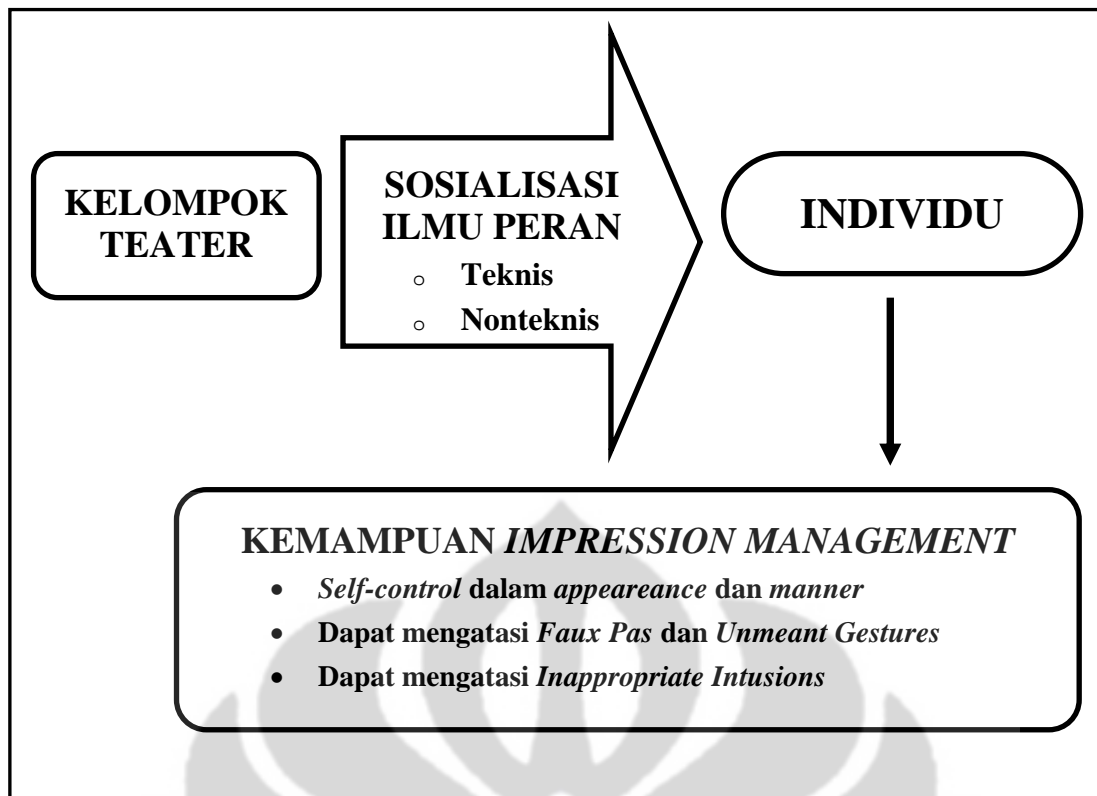 KELOMPOK
TEATER
SOSIALISASI
ILMU PERAN
o Teknis
o Nonteknis
INDIVIDU
KEMAMPUAN IMPRESSION MANAGEMENT
• Self-control dalam appeareance dan manner
• Dapat mengatasi Faux Pas dan Unmeant Gestures
• Dapat mengatasi Inappropriate Intusions